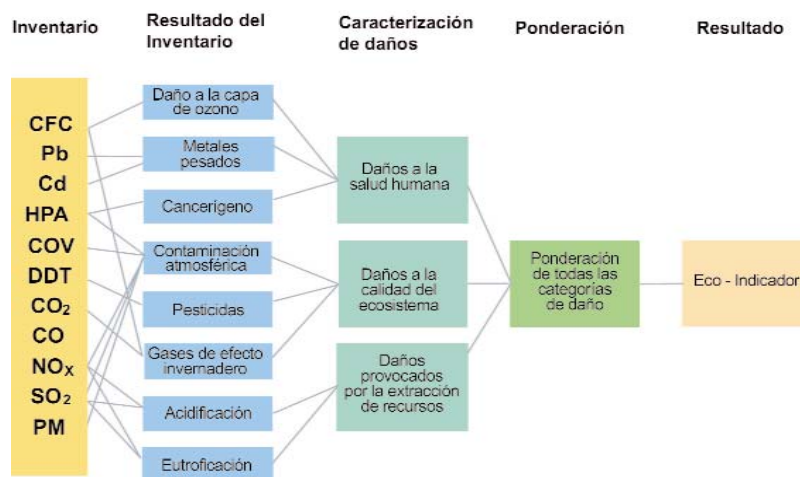 Inventario
Resultado del
Inventario
Caracterización
de daños
Ponderación
Resultado
CFC
Pb
Cd
HPA
COV
DDT
CO₂
CO
NOx
SO₂
PM
Daño a la capa
de ozono
Metales
pesados
Cancerígeno
Contaminación
atmosférica
Pesticidas
Gases de efecto
invernadero
Acidificación
Eutroficación
Daños a la
salud humana
Daños a la
calidad del
ecosistema
Daños
provocados
por la extracción
de recursos
Ponderación
de todas las
categorías
de daño
Eco - Indicador